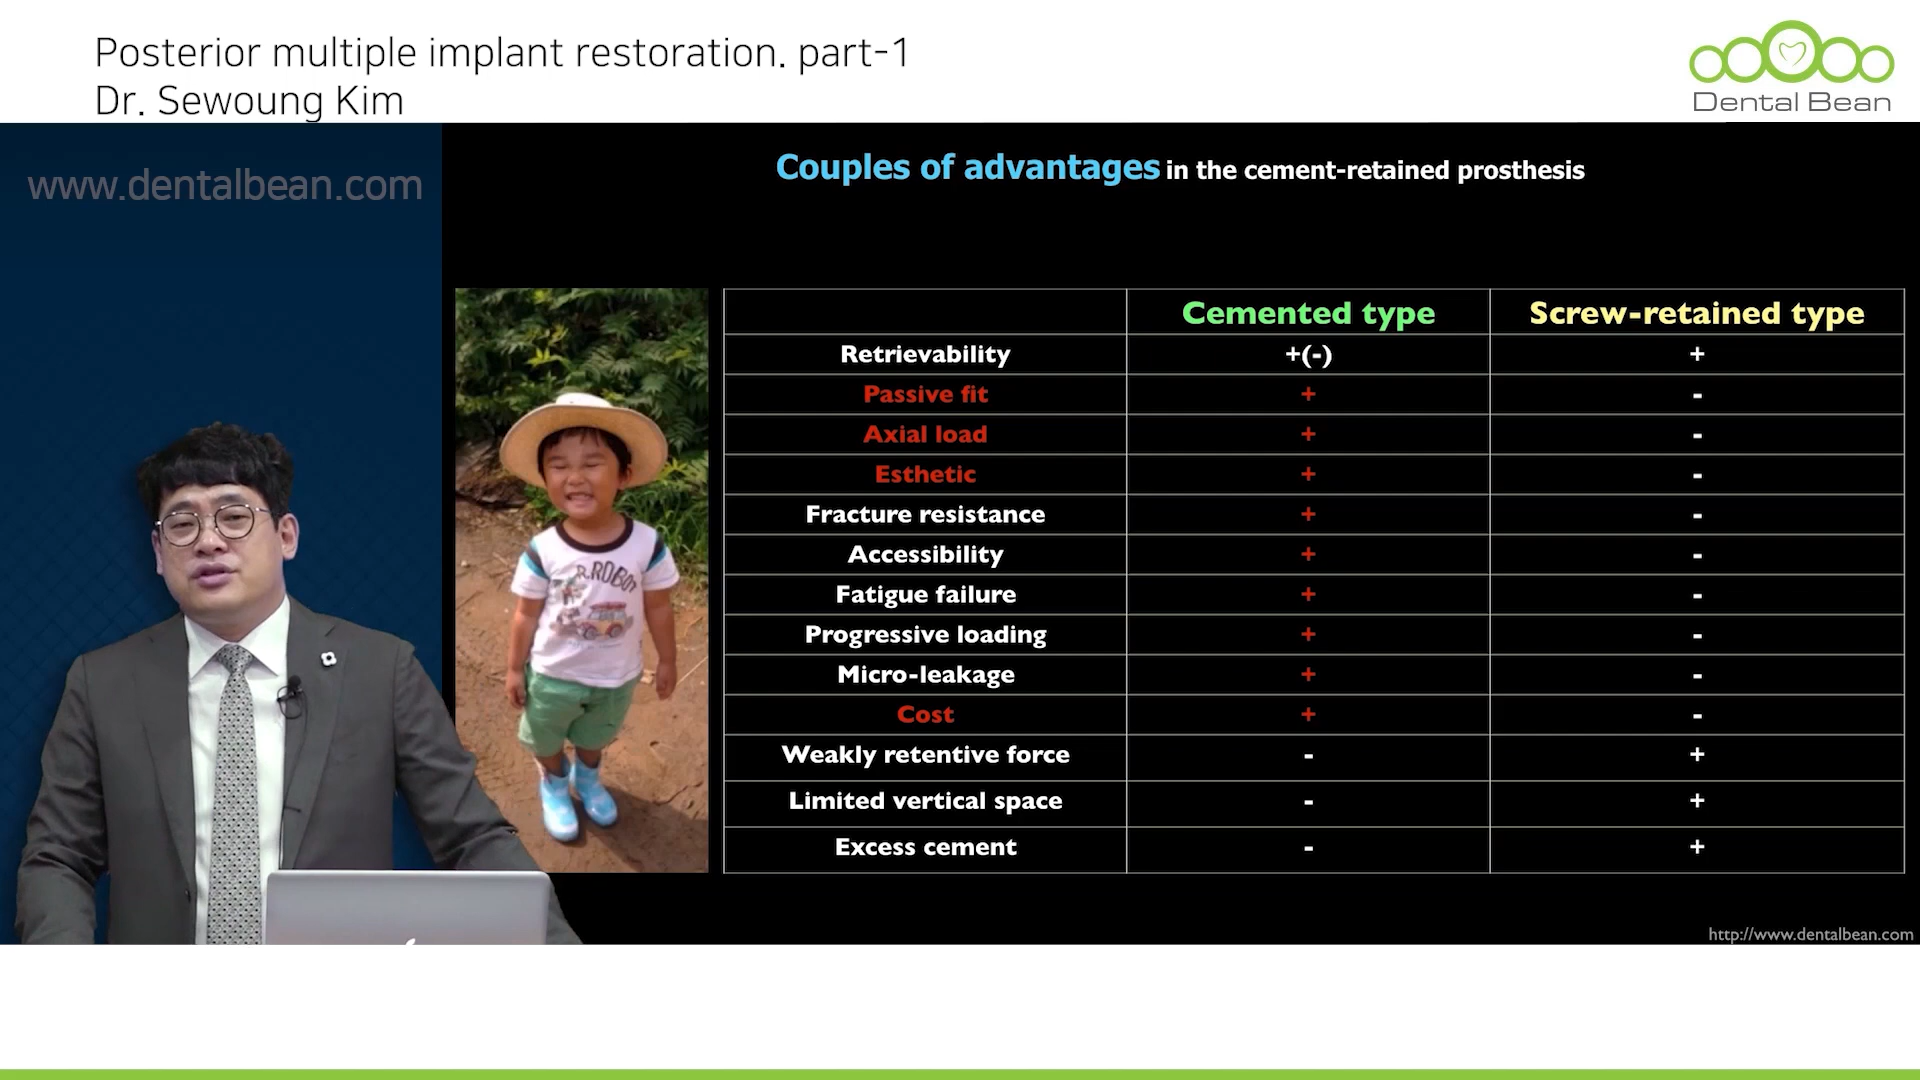 Posterior multiple implant restoration. part-1
Dr. Sewoung Kim
Dental Bean
www.dentalbean.com
Couples of advantages in the cement-retained prosthesis
R.ROBOT
Cemented type Screw-retained type
Retrievability +(-) +
Passive fit + -
Axial load + -
Esthetic + -
Fracture resistance + -
Accessibility + -
Fatigue failure + -
Progressive loading + -
Micro-leakage + -
Cost + -
Weakly retentive force - +
Limited vertical space - +
Excess cement - +
http://www.dentalbean.com